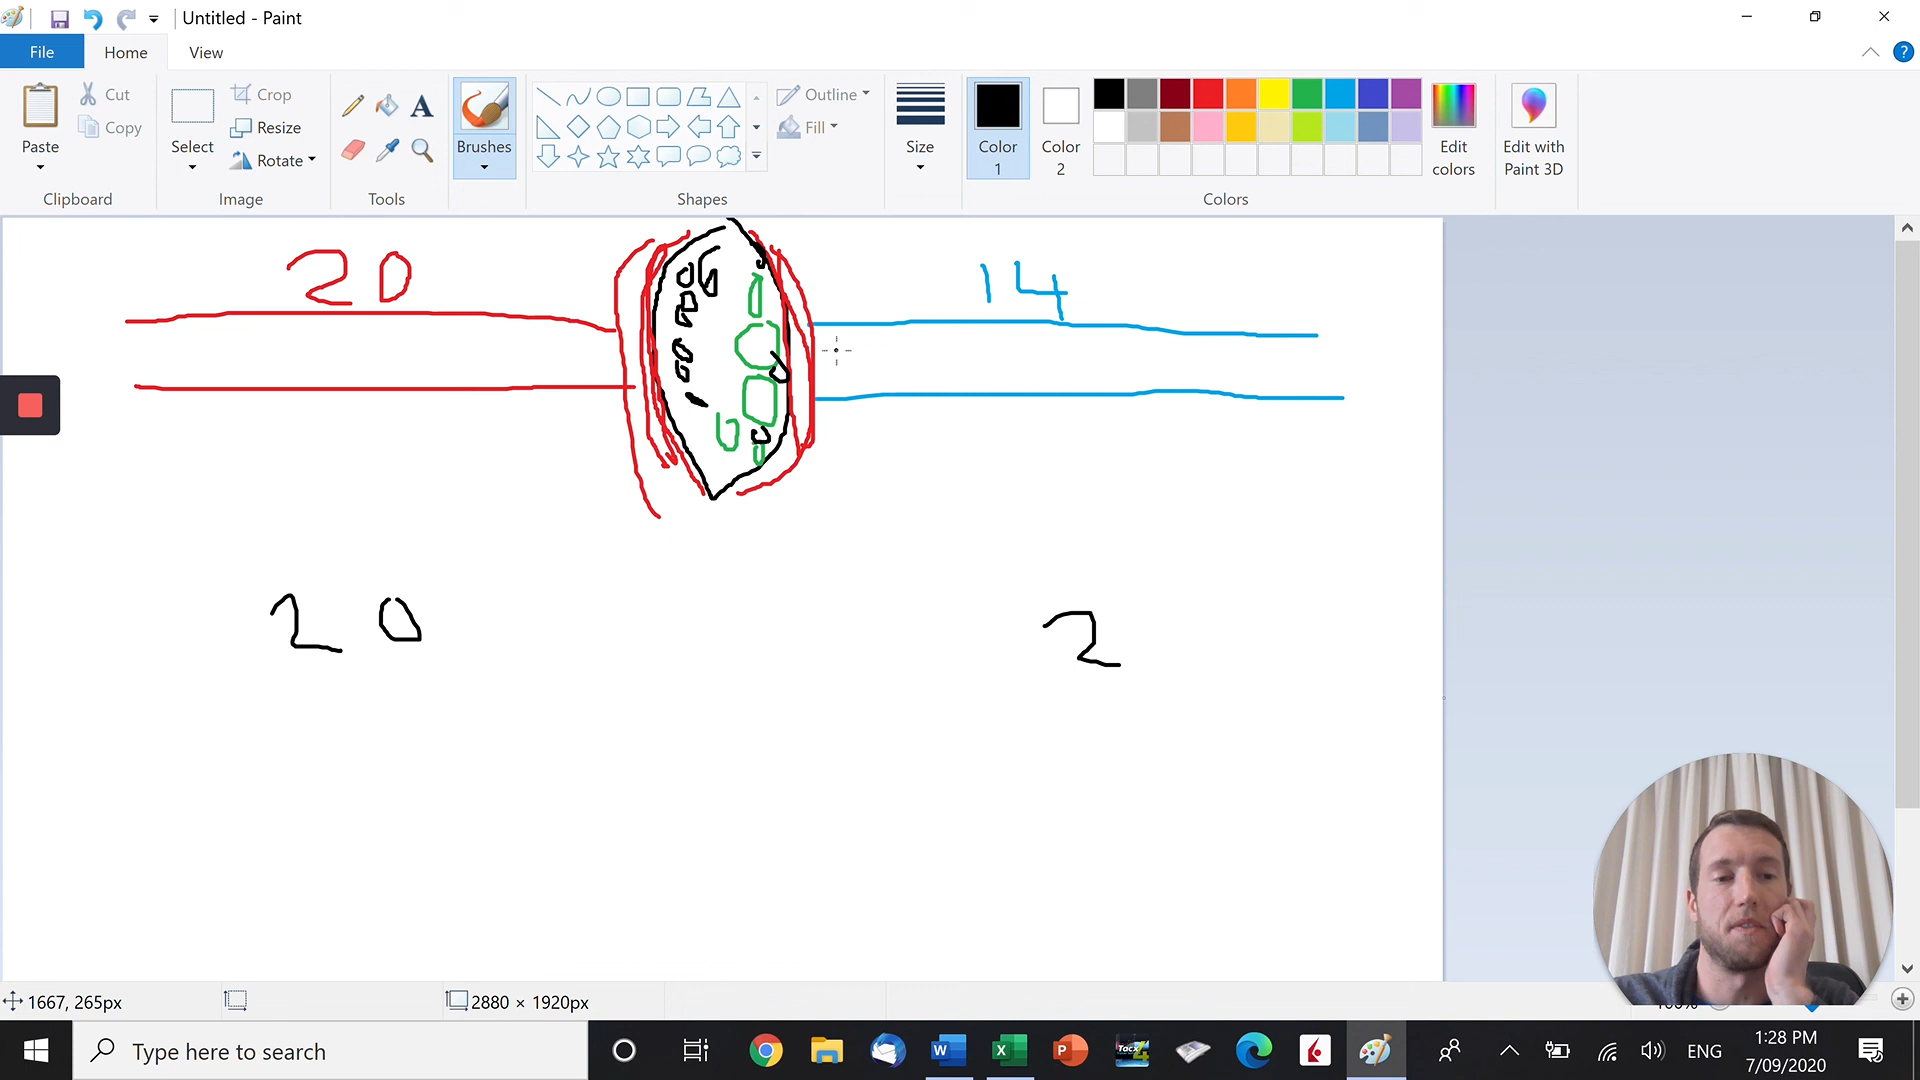 Untitled - Paint
File
Home
View
Paste
Cut
Copy
Clipboard
Select
Crop
Resize
Rotate
Image
A
Tools
Brushes
Outline
Fill
Shapes
Size
Color 1
Color 2
Edit colors
Edit with Paint 3D
Colors
20
14
20
2
1667, 265px
2880 × 1920px
Type here to search
W
X
P
TacX 4
ENG
1:28 PM
7/09/2020